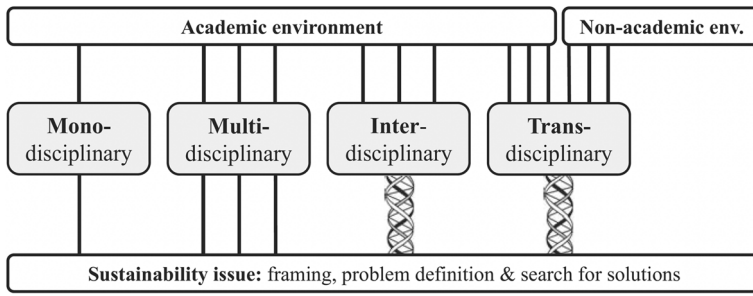 Academic environment
Non-academic env.
Mono-
disciplinary
Multi-
disciplinary
Inter-
disciplinary
Trans-
disciplinary
Sustainability issue: framing, problem definition & search for solutions